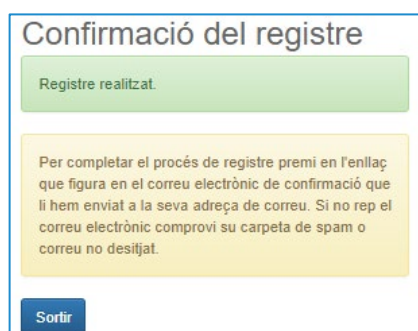 Confirmació del registre
Registre realitzat.
Per completar el procés de registre premi en l'enllaç
que figura en el correu electrònic de confirmació que
li hem enviat a la seva adreça de correu. Si no rep el
correu electrònic comprovi su carpeta de spam o
correu no desitjat.
Sortir